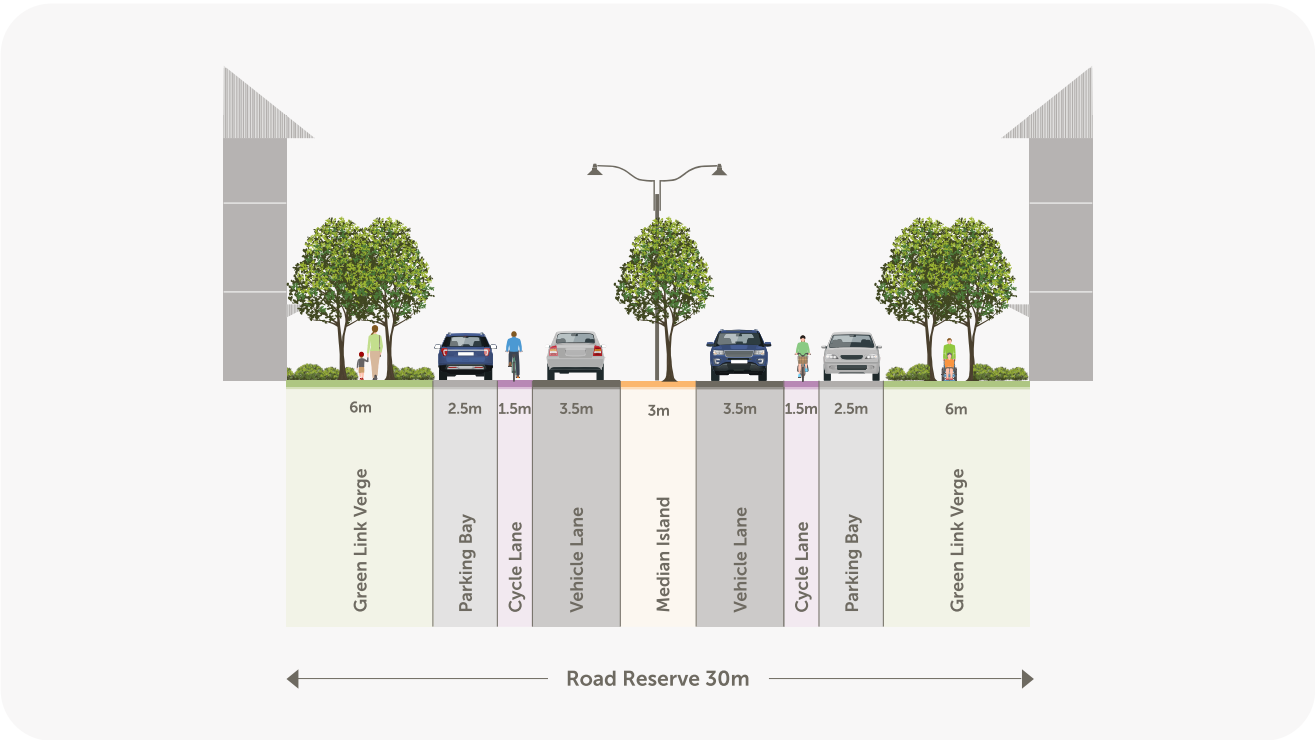 6m
2.5m
1.5m
3.5m
3m
3.5m
1.5m
2.5m
6m
Green Link Verge
Parking Bay
Cycle Lane
Vehicle Lane
Median Island
Vehicle Lane
Cycle Lane
Parking Bay
Green Link Verge
Road Reserve 30m